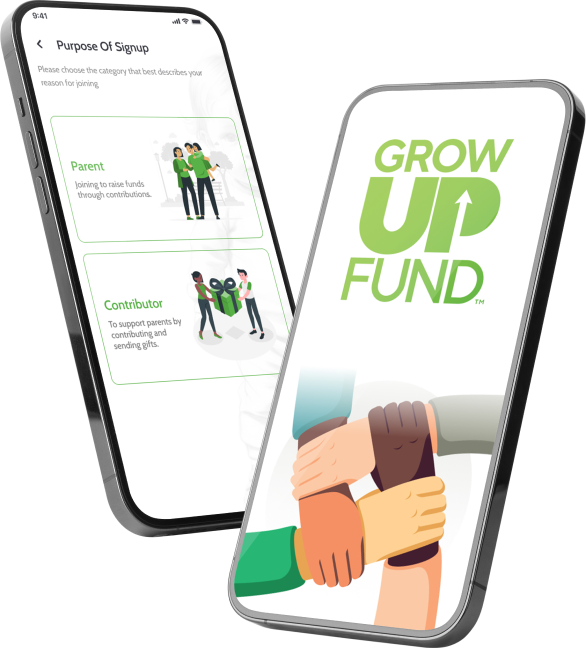 9:41
Purpose Of Signup
Please choose the category that best describes your
reason for joining.
Parent
Joining to raise funds
through contributions.
Contributor
To support parents by
contributing and
sending gifts.
GROW
UP
FUND™